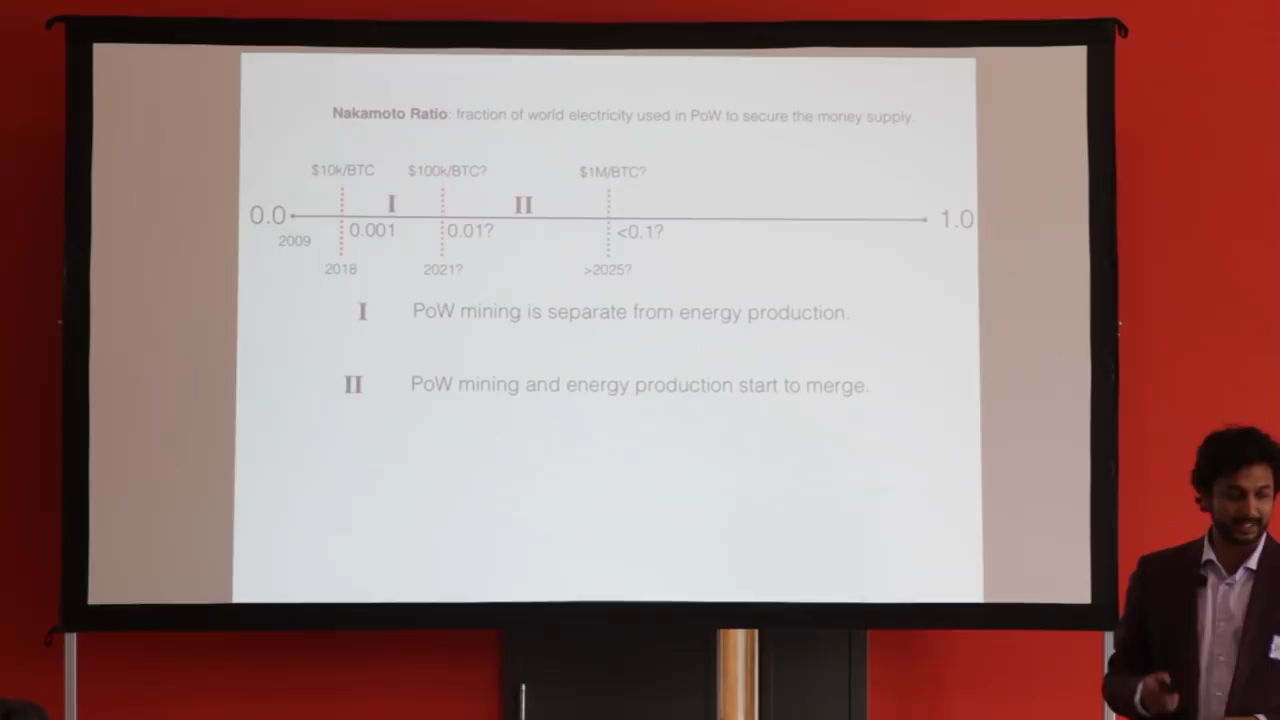 Nakamoto Ratio: fraction of world electricity used in PoW to secure the money supply.
$10k/BTC $100k/BTC? $1M/BTC?
I II
0.0 1.0
0.001 0.01? <0.1?
2009
2018 2021? >2025?
I PoW mining is separate from energy production.
II PoW mining and energy production start to merge.